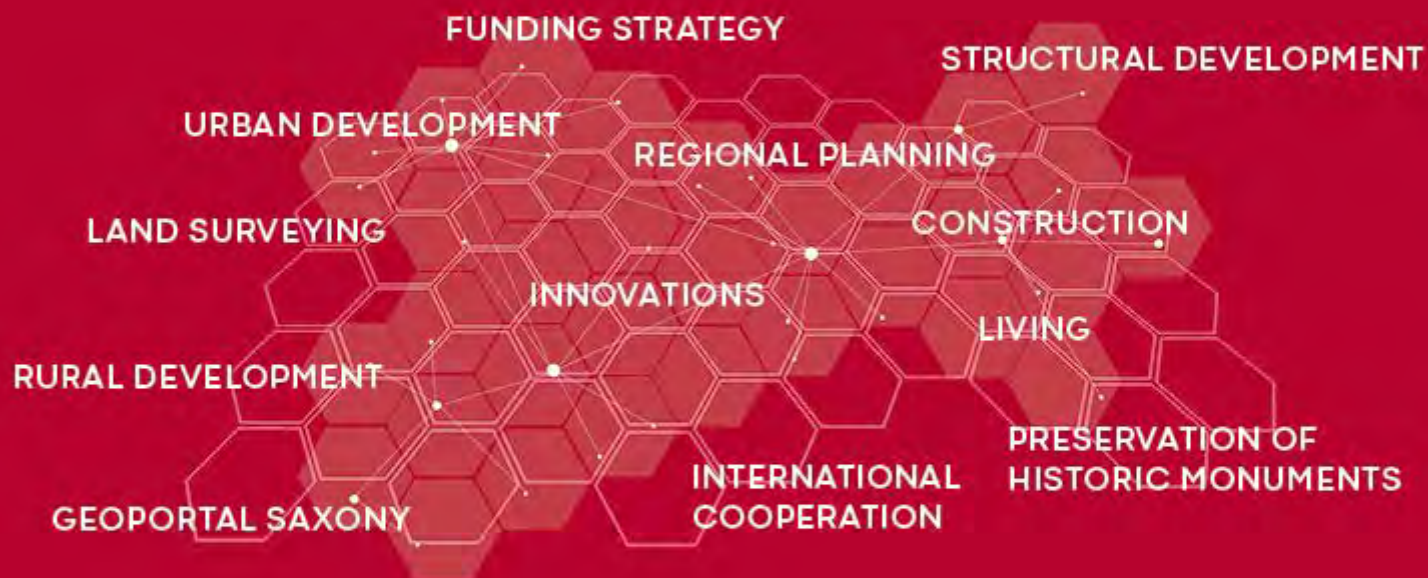 FUNDING STRATEGY
STRUCTURAL DEVELOPMENT
URBAN DEVELOPMENT
REGIONAL PLANNING
LAND SURVEYING
CONSTRUCTION
INNOVATIONS
LIVING
RURAL DEVELOPMENT
PRESERVATION OF
HISTORIC MONUMENTS
INTERNATIONAL
COOPERATION
GEOPORTAL SAXONY